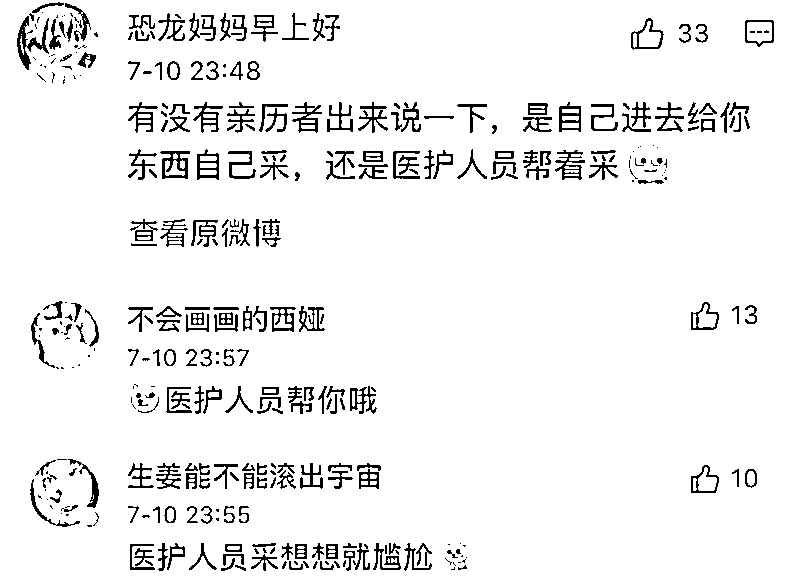 恐龙妈妈早上好
33
7-10 23:48
有没有亲历者出来说一下，是自己进去给你
东西自己采，还是医护人员帮着采
查看原微博
不会画画的西娅
13
7-10 23:57
医护人员帮你哦
生姜能不能滚出宇宙
10
7-10 23:55
医护人员采想想就尴尬